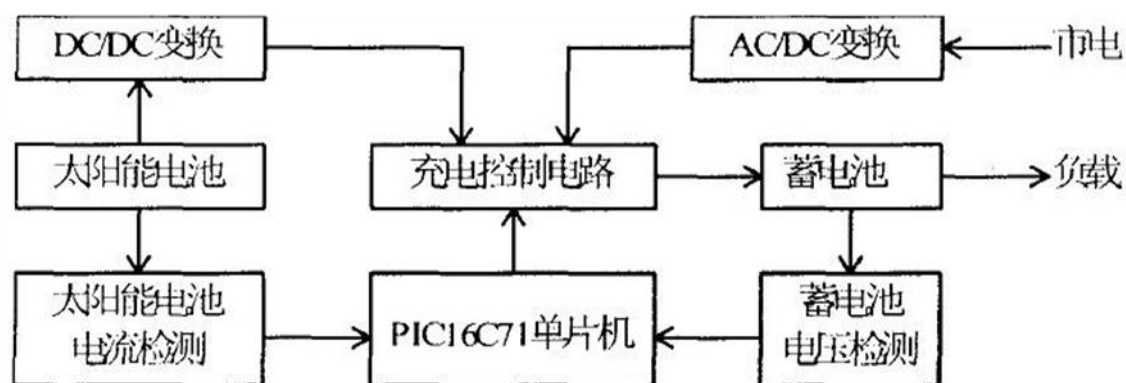 DC/DC变换
AC/DC变换
市电
太阳能电池
充电控制电路
蓄电池
负载
太阳能电池
电流检测
PIC16C71单片机
蓄电池
电压检测